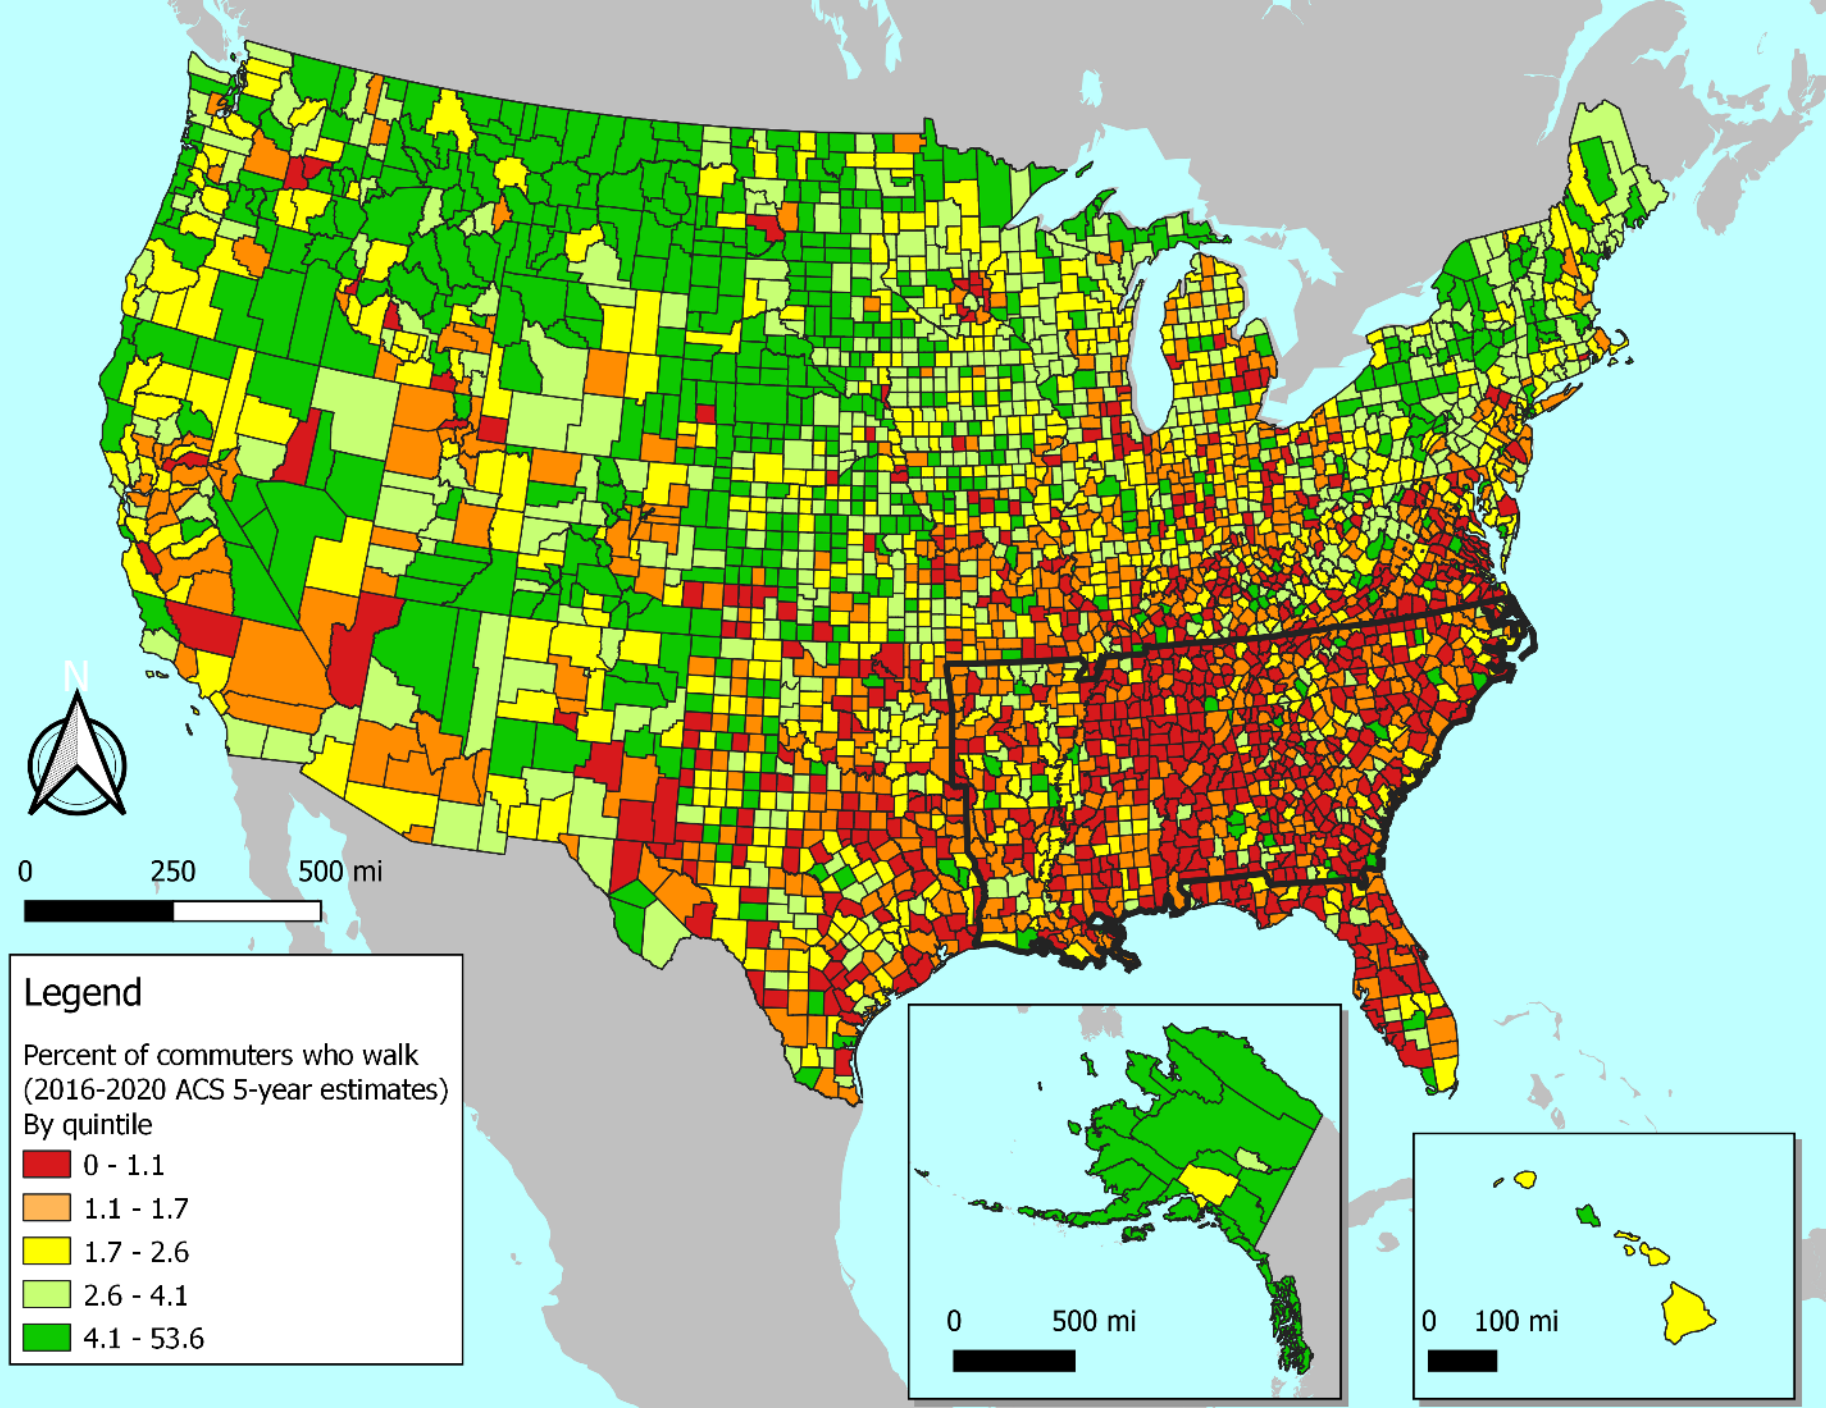 N
0 250 500 mi
Legend
Percent of commuters who walk
(2016-2020 ACS 5-year estimates)
By quintile
0 - 1.1
1.1 - 1.7
1.7 - 2.6
2.6 - 4.1
4.1 - 53.6
0 500 mi
0 100 mi